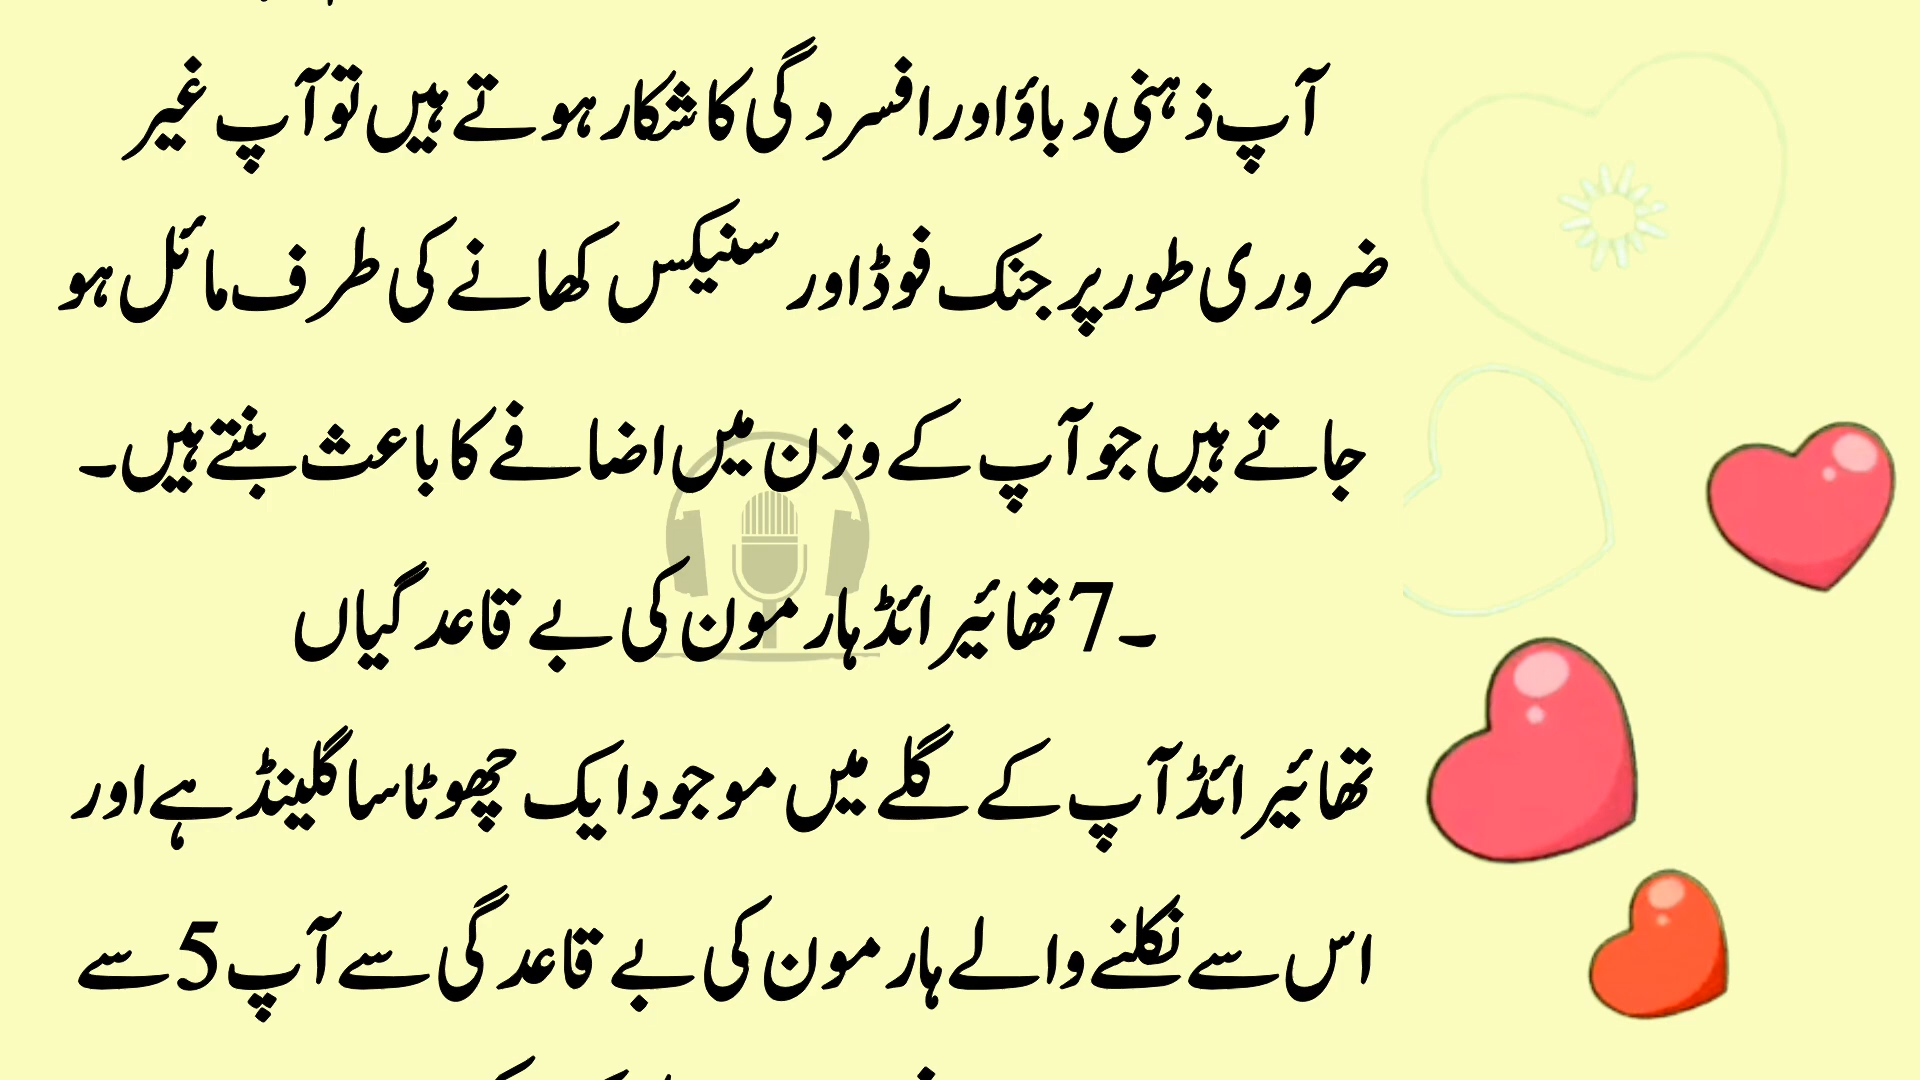 آپ ذہنی دباؤ اور افسردگی کا شکار ہوتے ہیں تو آپ غیر
ضروری طور پر جنک فوڈ اور سنیکس کھانے کی طرف مائل ہو
جاتے ہیں جو آپ کے وزن میں اضافے کا باعث بنتے ہیں۔
۔7 تھائیرائڈ ہارمون کی بے قاعدگیاں
تھائیرائڈ آپ کے گلے میں موجود ایک چھوٹا سا گلینڈ ہے اور
اس سے نکلنے والے ہارمون کی بے قاعدگی سے آپ 5 سے